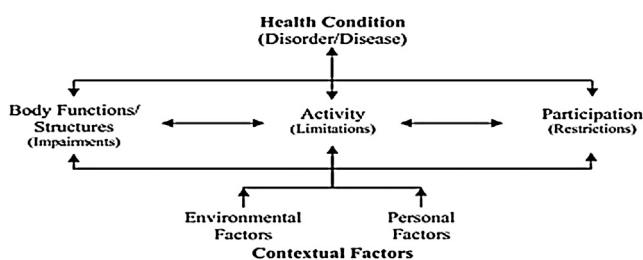 Health Condition
(Disorder/Disease)
Body Functions/
Structures
(Impairments)
Activity
(Limitations)
Participation
(Restrictions)
Environmental
Factors
Personal
Factors
Contextual Factors